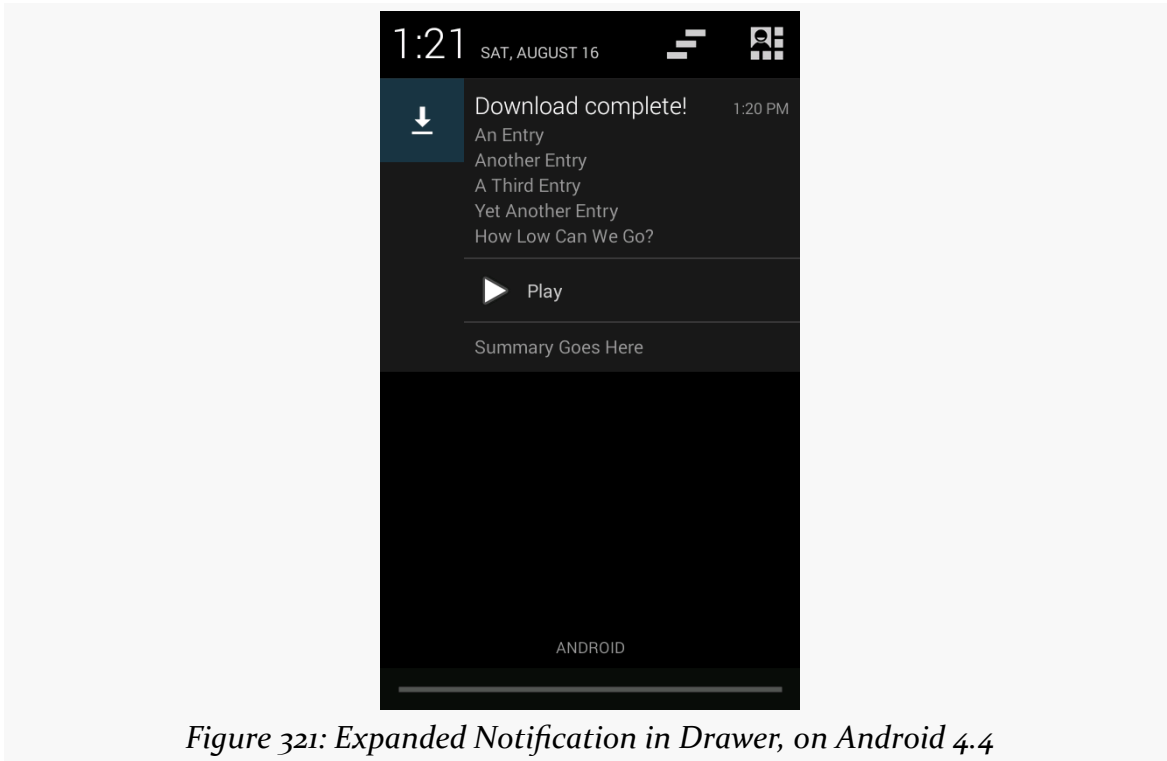 1:21 SAT, AUGUST 16
Download complete! 1:20 PM
An Entry
Another Entry
A Third Entry
Yet Another Entry
How Low Can We Go?
Play
Summary Goes Here
ANDROID
Figure 321: Expanded Notification in Drawer, on Android 4.4